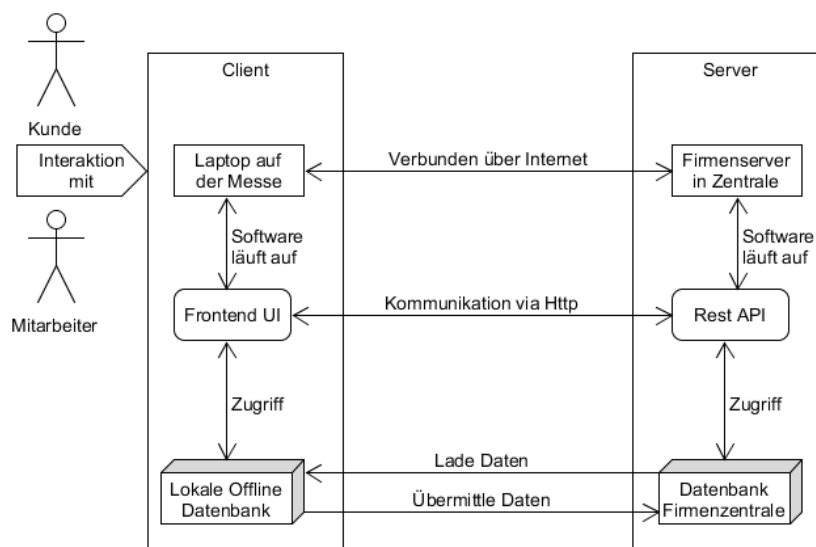 Client
Server
Kunde
Interaktion
mit
Mitarbeiter
Laptop auf
der Messe
Verbunden über Internet
Firmenserver
in Zentrale
Software
läuft auf
Software
läuft auf
Frontend UI
Kommunikation via Http
Rest API
Zugriff
Zugriff
Lokale Offline
Datenbank
Lade Daten
Übermittle Daten
Datenbank
Firmenzentrale